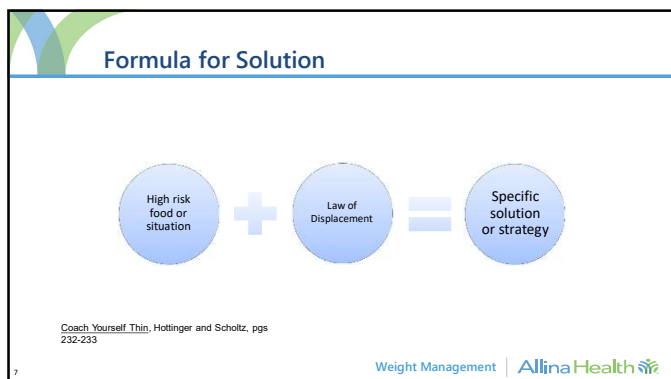 Formula for Solution
High risk
food or
situation
Law of
Displacement
Specific
solution
or strategy
Coach Yourself Thin, Hottinger and Scholtz, pgs
232-233
7
Weight Management | Allina Health